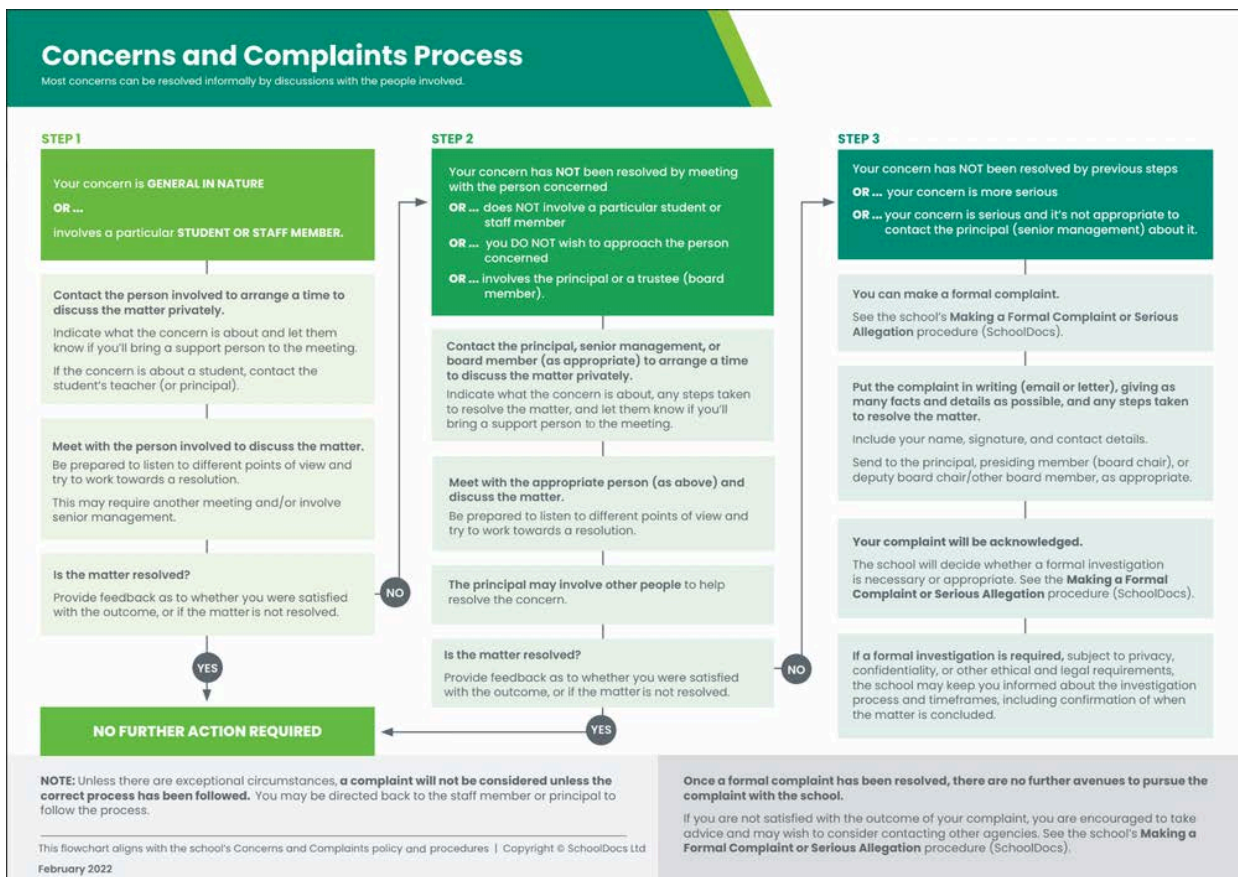 Concerns and Complaints Process
Most concerns can be resolved informally by discussions with the people involved.
STEP 1
Your concern is GENERAL IN NATURE
OR ...
involves a particular STUDENT OR STAFF MEMBER.
Contact the person involved to arrange a time to
discuss the matter privately.
Indicate what the concern is about and let them
know if you'll bring a support person to the meeting.
If the concern is about a student, contact the
student's teacher (or principal).
Meet with the person involved to discuss the matter.
Be prepared to listen to different points of view and
try to work towards a resolution.
This may require another meeting and/or involve
senior management.
Is the matter resolved?
Provide feedback as to whether you were satisfied
with the outcome, or if the matter is not resolved.
NO
YES
NO FURTHER ACTION REQUIRED
STEP 2
Your concern has NOT been resolved by meeting
with the person concerned
OR ... does NOT involve a particular student or
staff member
OR ... you DO NOT wish to approach the person
concerned
OR ... involves the principal or a trustee (board
member).
Contact the principal, senior management, or
board member (as appropriate) to arrange a time
to discuss the matter privately.
Indicate what the concern is about, any steps taken
to resolve the matter, and let them know if you'll
bring a support person to the meeting.
Meet with the appropriate person (as above) and
discuss the matter.
Be prepared to listen to different points of view and
try to work towards a resolution.
The principal may involve other people to help
resolve the concern.
Is the matter resolved?
Provide feedback as to whether you were satisfied
with the outcome, or if the matter is not resolved.
NO
YES
STEP 3
Your concern has NOT been resolved by previous steps
OR ... your concern is more serious
OR ... your concern is serious and it's not appropriate to
contact the principal (senior management) about it.
You can make a formal complaint.
See the school's Making a Formal Complaint or Serious
Allegation procedure (SchoolDocs).
Put the complaint in writing (email or letter), giving as
many facts and details as possible, and any steps taken
to resolve the matter.
Include your name, signature, and contact details.
Send to the principal, presiding member (board chair), or
deputy board chair/other board member, as appropriate.
Your complaint will be acknowledged.
The school will decide whether a formal investigation
is necessary or appropriate. See the Making a Formal
Complaint or Serious Allegation procedure (SchoolDocs).
If a formal investigation is required, subject to privacy,
confidentiality, or other ethical and legal requirements,
the school may keep you informed about the investigation
process and timeframes, including confirmation of when
the matter is concluded.
NOTE: Unless there are exceptional circumstances, a complaint will not be considered unless the
correct process has been followed. You may be directed back to the staff member or principal to
follow the process.
This flowchart aligns with the school's Concerns and Complaints policy and procedures | Copyright © SchoolDocs Ltd
February 2022
Once a formal complaint has been resolved, there are no further avenues to pursue the
complaint with the school.
If you are not satisfied with the outcome of your complaint, you are encouraged to take
advice and may wish to consider contacting other agencies. See the school's Making a
Formal Complaint or Serious Allegation procedure (SchoolDocs).